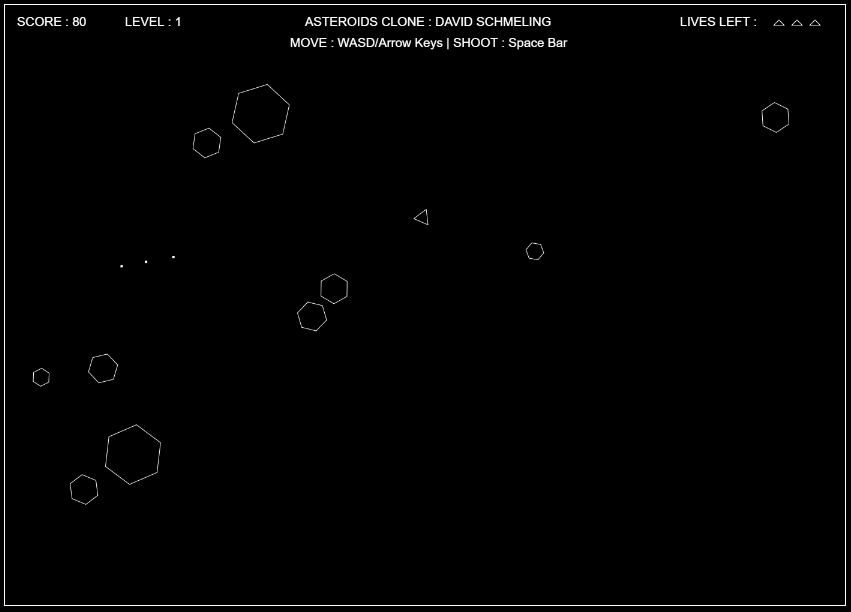 SCORE : 80 LEVEL : 1 ASTEROIDS CLONE : DAVID SCHMELING LIVES LEFT :
MOVE : WASD/Arrow Keys | SHOOT : Space Bar